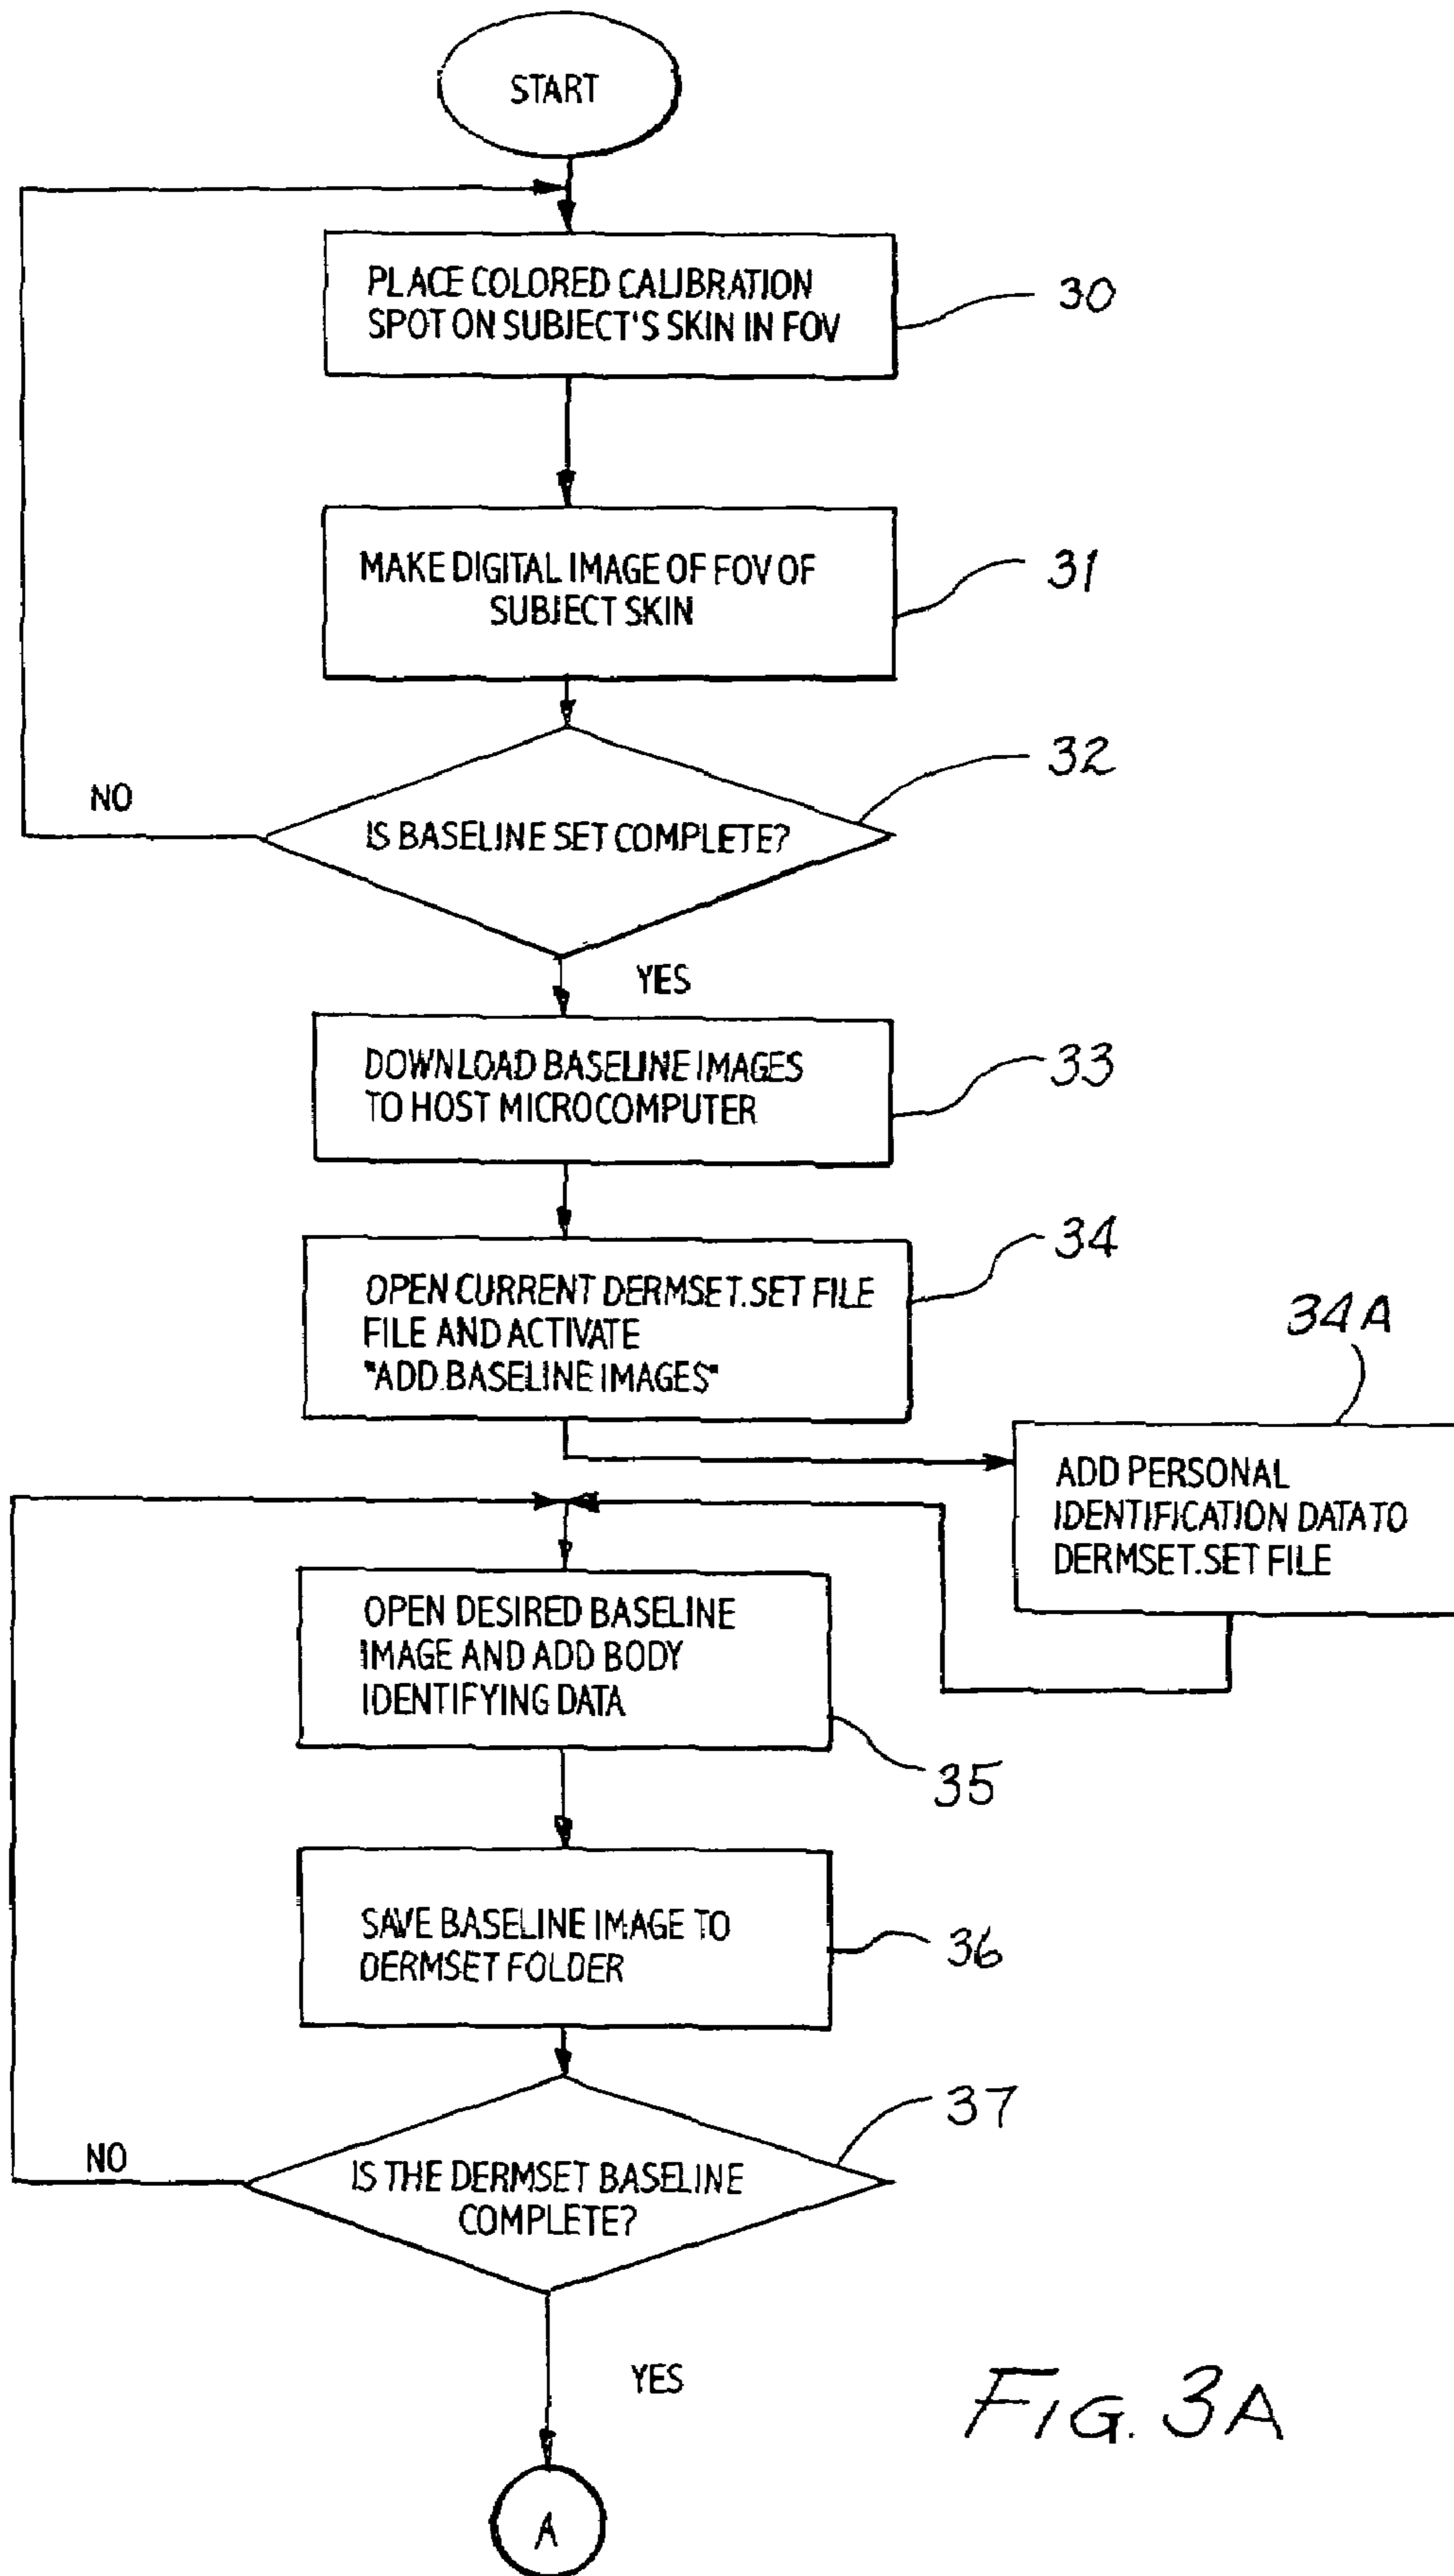 START
PLACE COLORED CALIBRATION
SPOT ON SUBJECT'S SKIN IN FOV
30
MAKE DIGITAL IMAGE OF FOV OF
SUBJECT SKIN
31
32
NO
IS BASELINE SET COMPLETE?
YES
DOWNLOAD BASELINE IMAGES
TO HOST MICROCOMPUTER
33
34
OPEN CURRENT DERMSET.SET FILE
FILE AND ACTIVATE
"ADD BASELINE IMAGES"
34A
ADD PERSONAL
IDENTIFICATION DATA TO
DERMSET.SET FILE
OPEN DESIRED BASELINE
IMAGE AND ADD BODY
IDENTIFYING DATA
35
SAVE BASELINE IMAGE TO
DERMSET FOLDER
36
37
NO
IS THE DERMSET BASELINE
COMPLETE?
YES
A
FIG. 3A